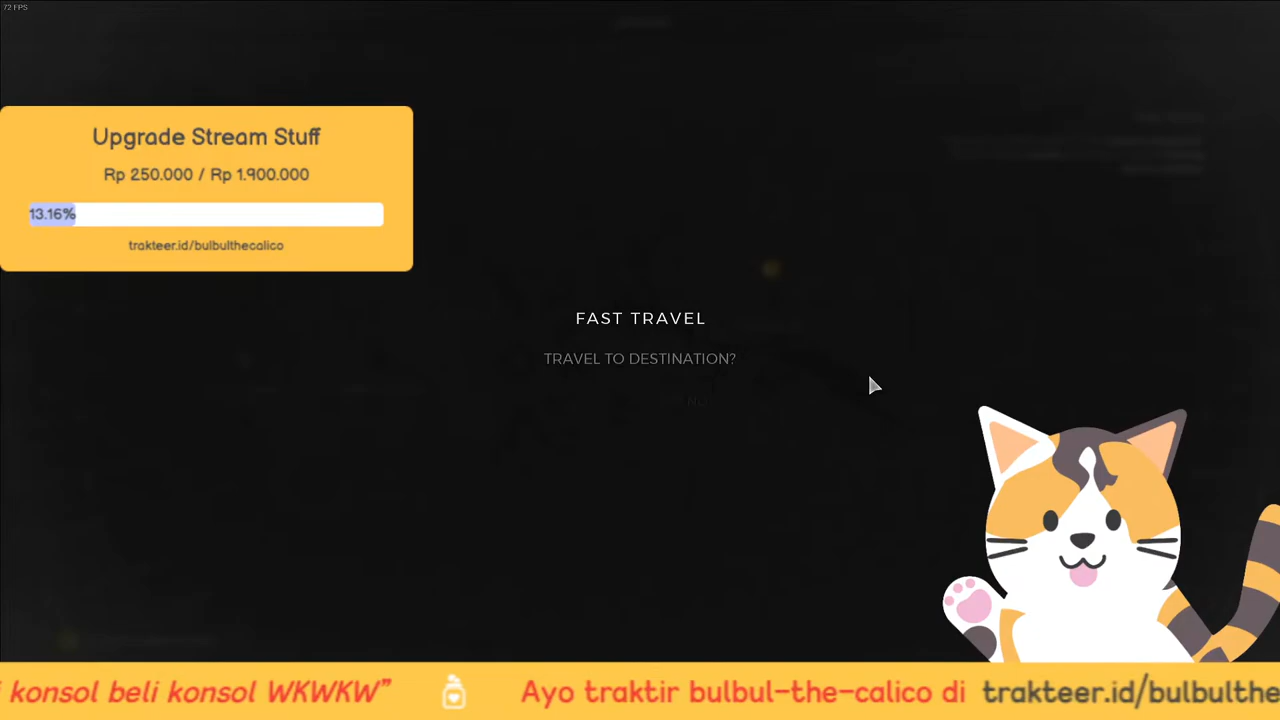 72 FPS
Upgrade Stream Stuff
Rp 250.000 / Rp 1.900.000
13.16%
trakteer.id/bulbulthecalico
FAST TRAVEL
TRAVEL TO DESTINATION?
NO
konsol beli konsol WKWKW” Ayo traktir bulbul-the-calico di trakteer.id/bulbulthe